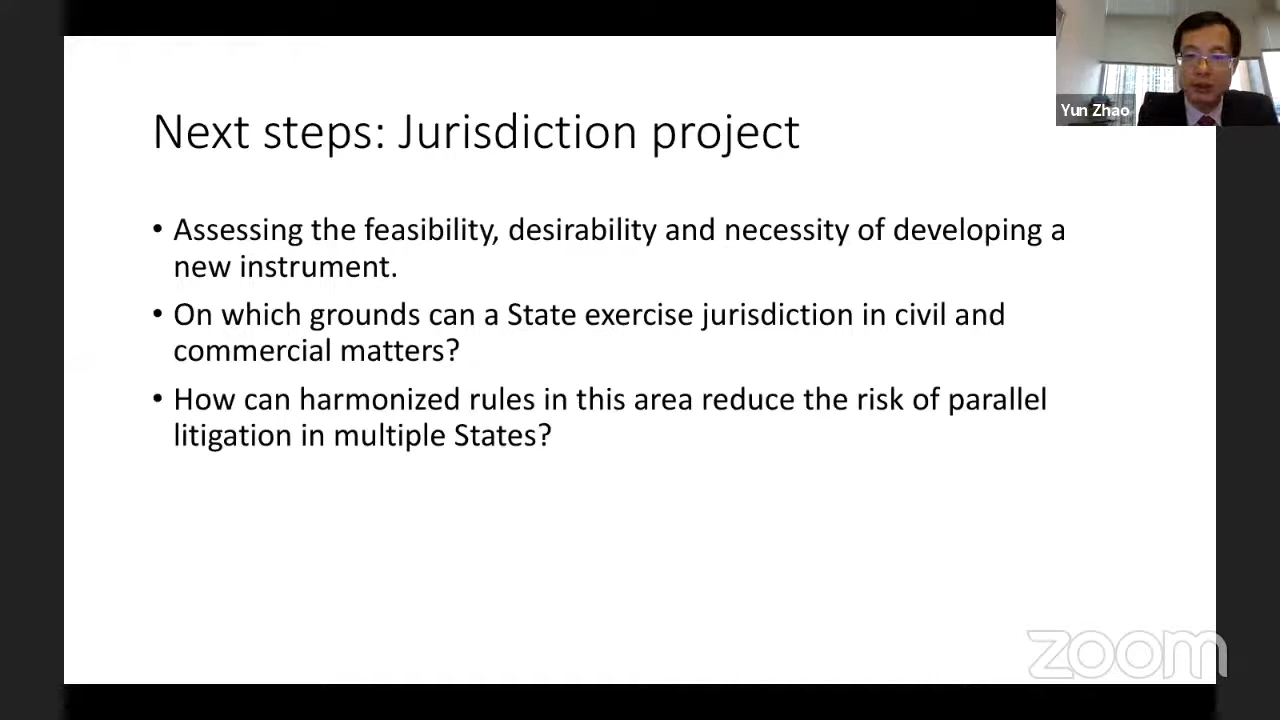 Yun Zhao
Next steps: Jurisdiction project
• Assessing the feasibility, desirability and necessity of developing a
new instrument.
• On which grounds can a State exercise jurisdiction in civil and
commercial matters?
• How can harmonized rules in this area reduce the risk of parallel
litigation in multiple States?
zoom